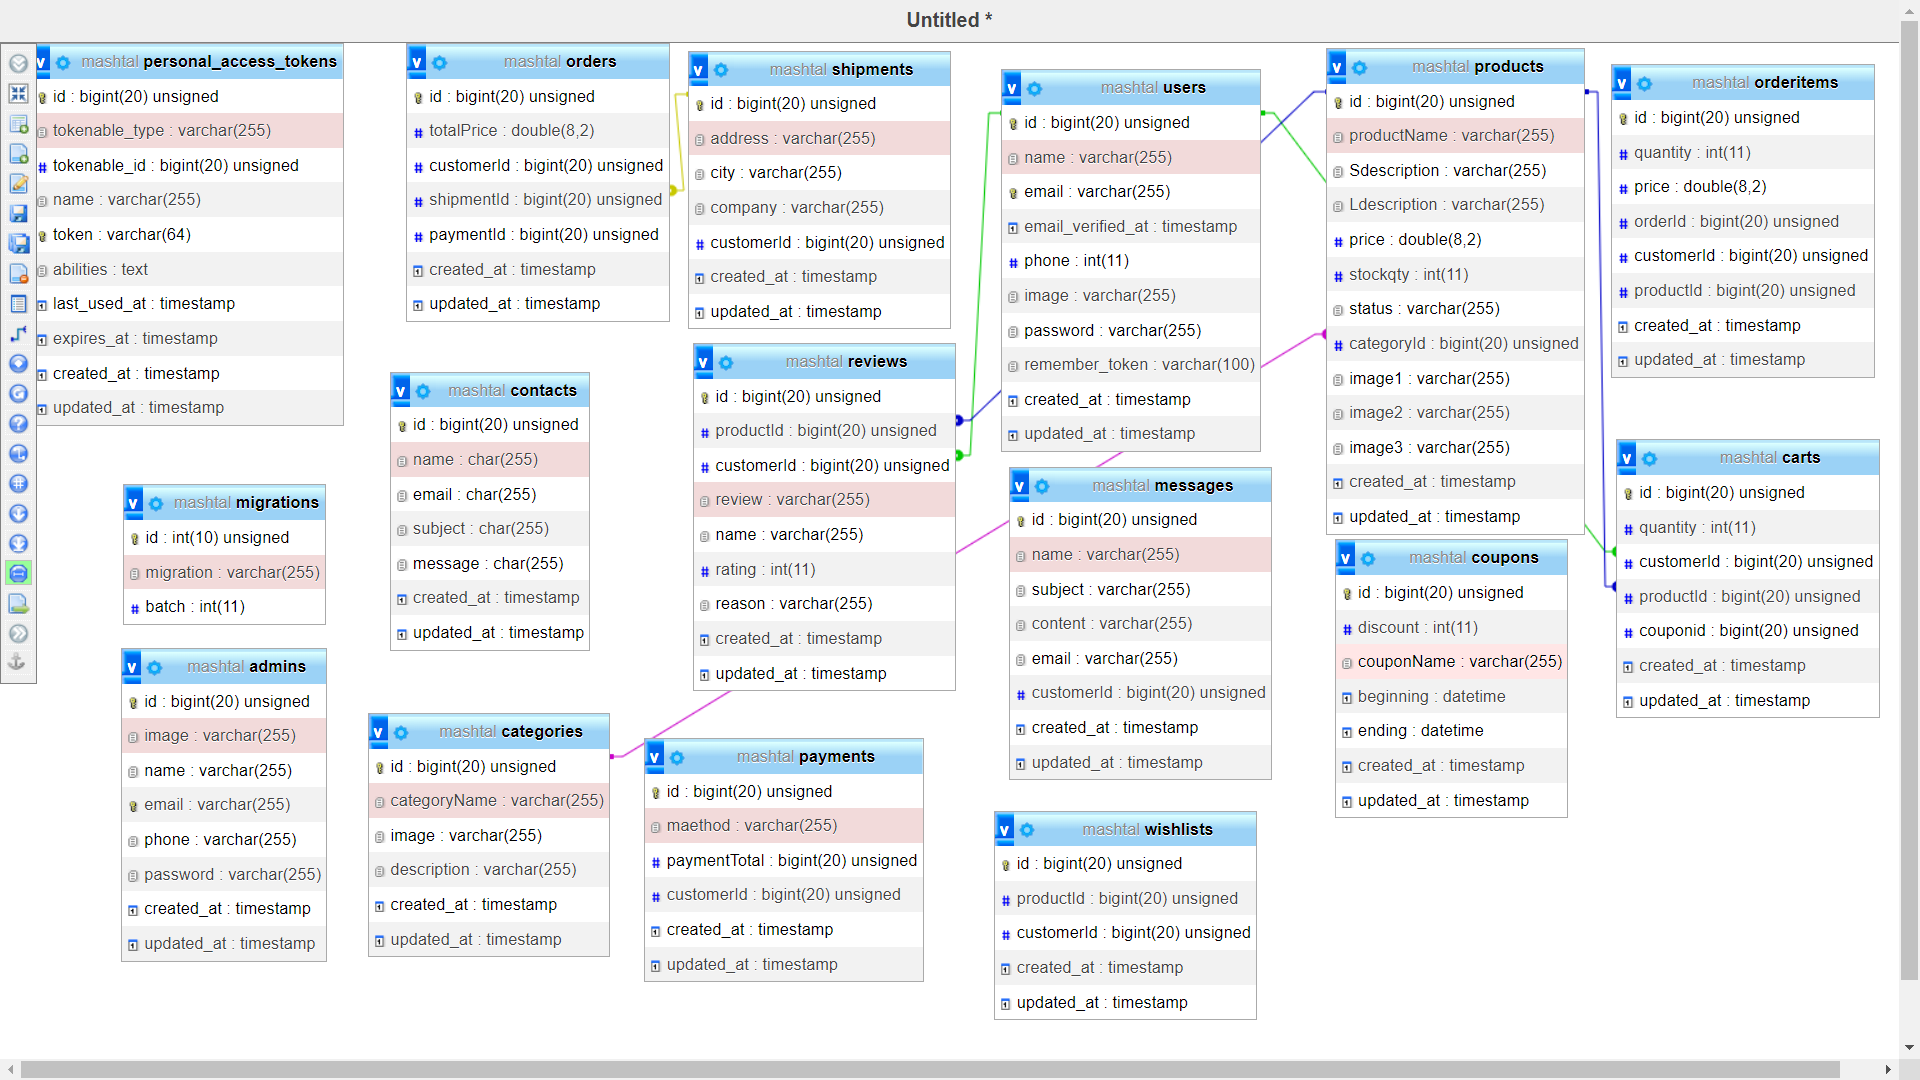 Untitled *
mashtal personal_access_tokens
id : bigint(20) unsigned
tokenable_type : varchar(255)
tokenable_id : bigint(20) unsigned
name : varchar(255)
token : varchar(64)
abilities : text
last_used_at : timestamp
expires_at : timestamp
created_at : timestamp
updated_at : timestamp
mashtal orders
id : bigint(20) unsigned
totalPrice : double(8,2)
customerId : bigint(20) unsigned
shipmentId : bigint(20) unsigned
paymentId : bigint(20) unsigned
created_at : timestamp
updated_at : timestamp
mashtal shipments
id : bigint(20) unsigned
address : varchar(255)
city : varchar(255)
company : varchar(255)
customerId : bigint(20) unsigned
created_at : timestamp
updated_at : timestamp
mashtal users
id : bigint(20) unsigned
name : varchar(255)
email : varchar(255)
email_verified_at : timestamp
phone : int(11)
image : varchar(255)
password : varchar(255)
remember_token : varchar(100)
created_at : timestamp
updated_at : timestamp
mashtal products
id : bigint(20) unsigned
productName : varchar(255)
Sdescription : varchar(255)
Ldescription : varchar(255)
price : double(8,2)
stockqty : int(11)
status : varchar(255)
categoryId : bigint(20) unsigned
image1 : varchar(255)
image2 : varchar(255)
image3 : varchar(255)
created_at : timestamp
updated_at : timestamp
mashtal orderitems
id : bigint(20) unsigned
quantity : int(11)
price : double(8,2)
orderId : bigint(20) unsigned
customerId : bigint(20) unsigned
productId : bigint(20) unsigned
created_at : timestamp
updated_at : timestamp
mashtal contacts
id : bigint(20) unsigned
name : char(255)
email : char(255)
subject : char(255)
message : char(255)
created_at : timestamp
updated_at : timestamp
mashtal reviews
id : bigint(20) unsigned
productId : bigint(20) unsigned
customerId : bigint(20) unsigned
review : varchar(255)
name : varchar(255)
rating : int(11)
reason : varchar(255)
created_at : timestamp
updated_at : timestamp
mashtal carts
id : bigint(20) unsigned
quantity : int(11)
customerId : bigint(20) unsigned
productId : bigint(20) unsigned
couponid : bigint(20) unsigned
created_at : timestamp
updated_at : timestamp
mashtal migrations
id : int(10) unsigned
migration : varchar(255)
batch : int(11)
mashtal messages
id : bigint(20) unsigned
name : varchar(255)
subject : varchar(255)
content : varchar(255)
email : varchar(255)
customerId : bigint(20) unsigned
created_at : timestamp
updated_at : timestamp
mashtal coupons
id : bigint(20) unsigned
discount : int(11)
couponName : varchar(255)
beginning : datetime
ending : datetime
created_at : timestamp
updated_at : timestamp
mashtal admins
id : bigint(20) unsigned
image : varchar(255)
name : varchar(255)
email : varchar(255)
phone : varchar(255)
password : varchar(255)
created_at : timestamp
updated_at : timestamp
mashtal categories
id : bigint(20) unsigned
categoryName : varchar(255)
image : varchar(255)
description : varchar(255)
created_at : timestamp
updated_at : timestamp
mashtal payments
id : bigint(20) unsigned
maethod : varchar(255)
paymentTotal : bigint(20) unsigned
customerId : bigint(20) unsigned
created_at : timestamp
updated_at : timestamp
mashtal wishlists
id : bigint(20) unsigned
productId : bigint(20) unsigned
customerId : bigint(20) unsigned
created_at : timestamp
updated_at : timestamp